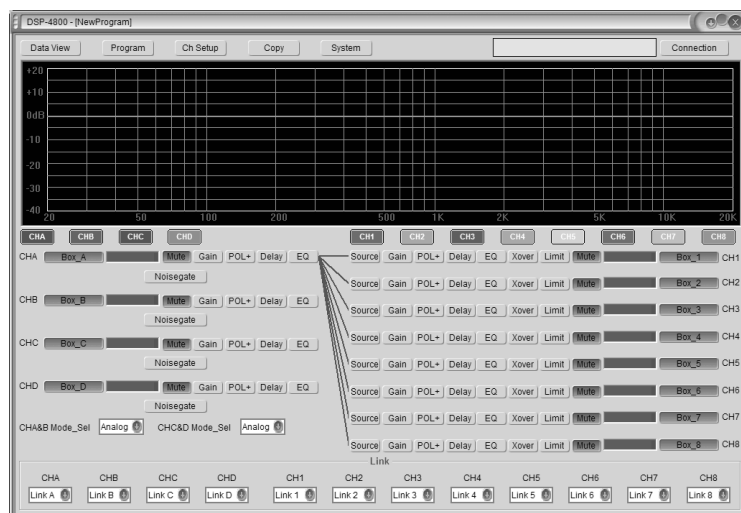 DSP-4800 - [NewProgram]
Data View Program Ch Setup Copy System Connection
+20
+10
0dB
-10
-20
-30
-40
20 50 100 200 500 1K 2K 5K 10K 20K
CHA CHB CHC CHD CH1 CH2 CH3 CH4 CH5 CH6 CH7 CH8
CHA Box_A Mute Gain POL+ Delay EQ Source Gain POL+ Delay EQ Xover Limit Mute Box_1 CH1
Noisegate
Source Gain POL+ Delay EQ Xover Limit Mute Box_2 CH2
CHB Box_B Mute Gain POL+ Delay EQ
Source Gain POL+ Delay EQ Xover Limit Mute Box_3 CH3
Noisegate
Source Gain POL+ Delay EQ Xover Limit Mute Box_4 CH4
CHC Box_C Mute Gain POL+ Delay EQ
Noisegate
Source Gain POL+ Delay EQ Xover Limit Mute Box_5 CH5
CHD Box_D Mute Gain POL+ Delay EQ
Source Gain POL+ Delay EQ Xover Limit Mute Box_6 CH6
Noisegate
Source Gain POL+ Delay EQ Xover Limit Mute Box_7 CH7
CHA&B Mode_Sel Analog CHC&D Mode_Sel Analog
Source Gain POL+ Delay EQ Xover Limit Mute Box_8 CH8
Link
CHA CHB CHC CHD CH1 CH2 CH3 CH4 CH5 CH6 CH7 CH8
Link A Link B Link C Link D Link 1 Link 2 Link 3 Link 4 Link 5 Link 6 Link 7 Link 8